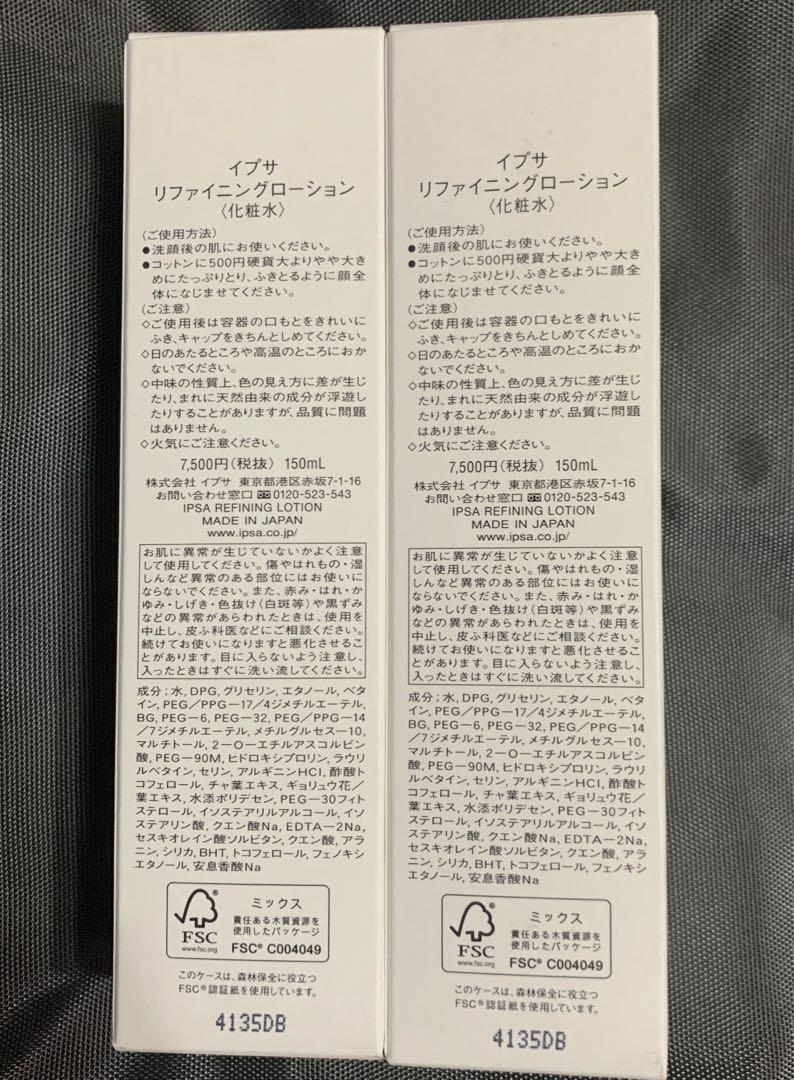 イプサ
リファイニングローション
〈化粧水〉
(ご使用方法)
●洗顔後の肌にお使いください。
●コットンに500円硬貨大よりやや大き
めにたっぷりとり、ふきとるように顔全
体になじませてください。
(ご注意)
◇ご使用後は容器の口もとをきれいに
ふき、キャップをきちんとしめてください。
◇日のあたるところや高温のところにおか
ないでください。
◇中味の性質上、色の見え方に差が生じ
たり、まれに天然由来の成分が浮遊し
たりすることがありますが、品質に問題
はありません。
◇火気にご注意ください。
7,500円(税抜) 150mL
株式会社 イプサ 東京都港区赤坂7-1-16
お問い合わせ窓口 0120-523-543
IPSA REFINING LOTION
MADE IN JAPAN
www.ipsa.co.jp/
お肌に異常が生じていないかよく注意
して使用してください。傷やはれもの・湿
しんなど異常のある部位にはお使いに
ならないでください。また、赤み・はれ・か
ゆみ・しげき・色抜け(白斑等)や黒ずみ
などの異常があらわれたときは、使用を
中止し、皮ふ科医などにご相談ください。
続けてお使いになりますと悪化させるこ
とがあります。目に入らないよう注意し、
入ったときはすぐに洗い流してください。
成分;水, DPG, グリセリン, エタノール, ベタ
イン, PEG/PPG-17/4ジメチルエーテル,
BG, PEG-6, PEG-32, PEG/PPG-14
/7ジメチルエーテル, メチルグルセス-10,
マルチトール, 2-O-エチルアスコルビン
酸, PEG-90M, ヒドロキシプロリン, ラウリ
ルベタイン, セリン, アルギニンHCl, 酢酸ト
コフェロール, チャ葉エキス, ギョリュウ花/
葉エキス, 水添ポリデセン, PEG-30フィト
ステロール, イソステアリルアルコール, イソ
ステアリン酸, クエン酸Na, EDTA-2Na,
セスキオレイン酸ソルビタン, クエン酸, アラ
ニン, シリカ, BHT, トコフェロール, フェノキシ
エタノール, 安息香酸Na
FSC
www.fsc.org
ミックス
責任ある木質資源を
使用したパッケージ
FSC® C004049
このケースは、森林保全に役立つ
FSC®認証紙を使用しています。
4135DB
イプサ
リファイニングローション
〈化粧水〉
(ご使用方法)
●洗顔後の肌にお使いください。
●コットンに500円硬貨大よりやや大き
めにたっぷりとり、ふきとるように顔全
体になじませてください。
(ご注意)
◇ご使用後は容器の口もとをきれいに
ふき、キャップをきちんとしめてください。
◇日のあたるところや高温のところにおか
ないでください。
◇中味の性質上、色の見え方に差が生じ
たり、まれに天然由来の成分が浮遊し
たりすることがありますが、品質に問題
はありません。
◇火気にご注意ください。
7,500円(税抜) 150mL
株式会社 イプサ 東京都港区赤坂7-1-16
お問い合わせ窓口 0120-523-543
IPSA REFINING LOTION
MADE IN JAPAN
www.ipsa.co.jp/
お肌に異常が生じていないかよく注意
して使用してください。傷やはれもの・湿
しんなど異常のある部位にはお使いに
ならないでください。また、赤み・はれ・か
ゆみ・しげき・色抜け(白斑等)や黒ずみ
などの異常があらわれたときは、使用を
中止し、皮ふ科医などにご相談ください。
続けてお使いになりますと悪化させるこ
とがあります。目に入らないよう注意し、
入ったときはすぐに洗い流してください。
成分;水, DPG, グリセリン, エタノール, ベタ
イン, PEG/PPG-17/4ジメチルエーテル,
BG, PEG-6, PEG-32, PEG/PPG-14
/7ジメチルエーテル, メチルグルセス-10,
マルチトール, 2-O-エチルアスコルビン
酸, PEG-90M, ヒドロキシプロリン, ラウリ
ルベタイン, セリン, アルギニンHCl, 酢酸ト
コフェロール, チャ葉エキス, ギョリュウ花/
葉エキス, 水添ポリデセン, PEG-30フィト
ステロール, イソステアリルアルコール, イソ
ステアリン酸, クエン酸Na, EDTA-2Na,
セスキオレイン酸ソルビタン, クエン酸, アラ
ニン, シリカ, BHT, トコフェロール, フェノキシ
エタノール, 安息香酸Na
FSC
www.fsc.org
ミックス
責任ある木質資源を
使用したパッケージ
FSC® C004049
このケースは、森林保全に役立つ
FSC®認証紙を使用しています。
4135DB